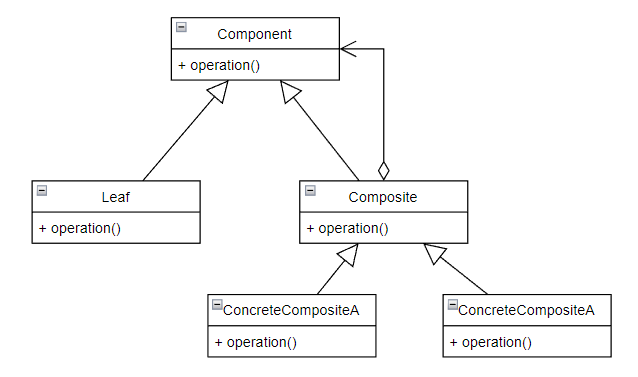 Component
+ operation()
Leaf
+ operation()
Composite
+ operation()
ConcreteCompositeA
+ operation()
ConcreteCompositeA
+ operation()